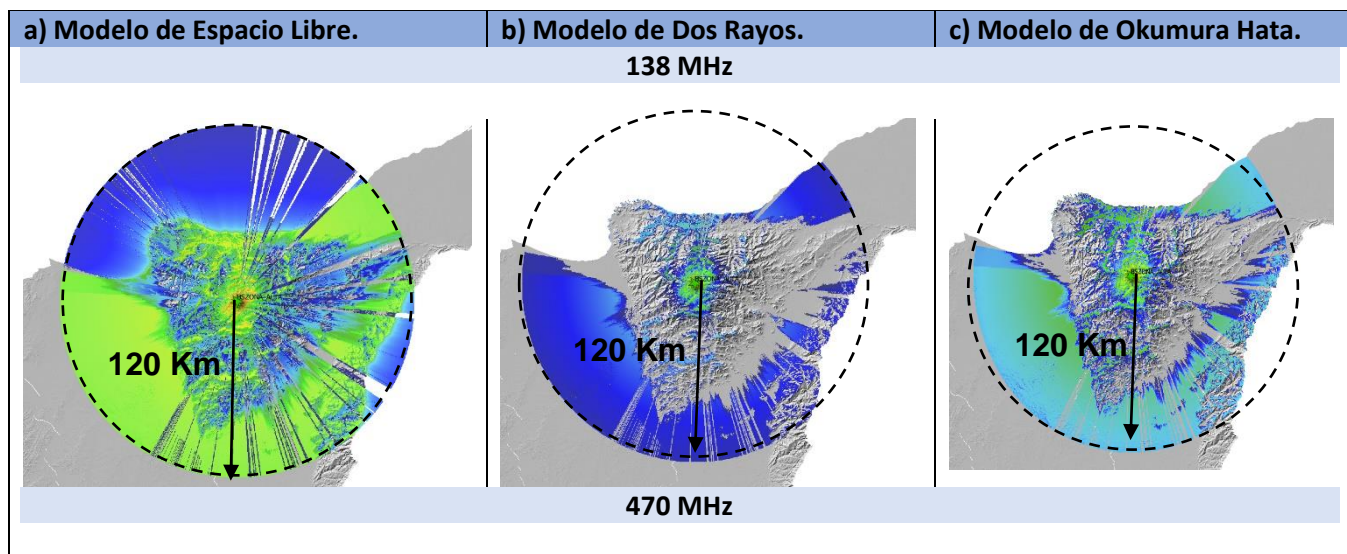 a) Modelo de Espacio Libre.
b) Modelo de Dos Rayos.
c) Modelo de Okumura Hata.
138 MHz
120 Km
120 Km
120 Km
470 MHz